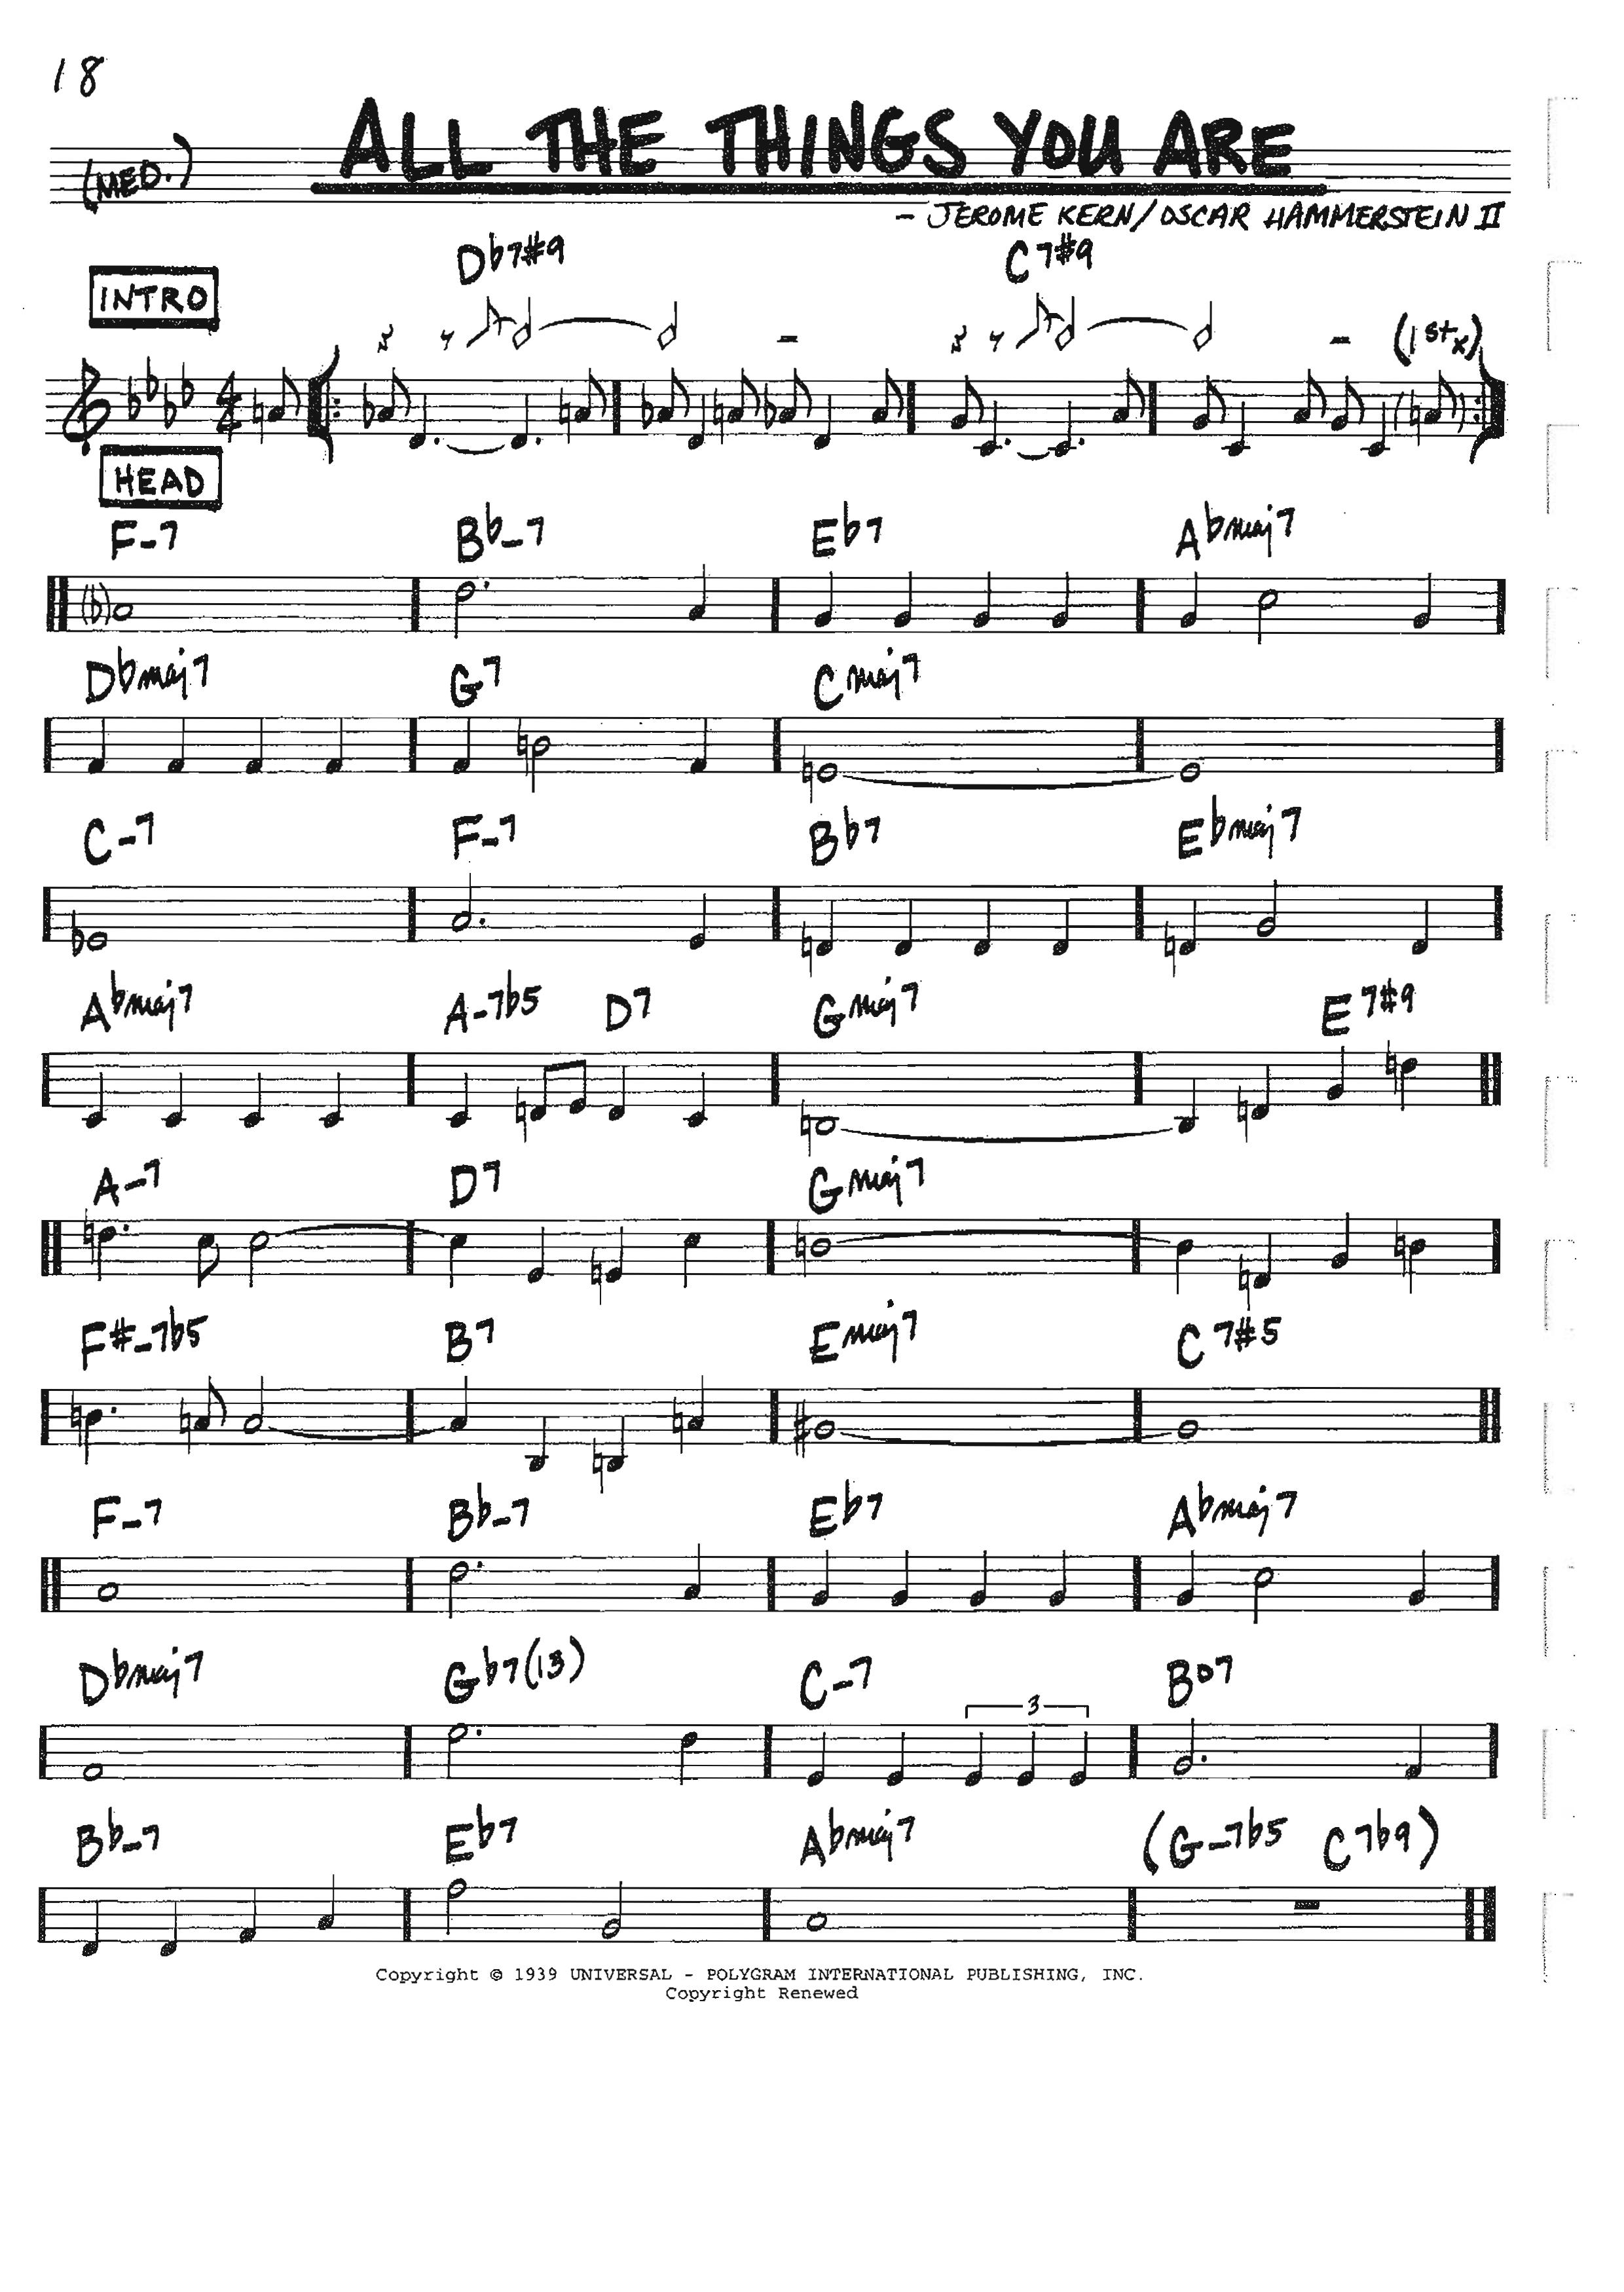 18
ALL THE THINGS YOU ARE
(MED.)
- JEROME KERN/OSCAR HAMMERSTEIN II
Db7#9 C7#9
INTRO
(1st x)
4/4
HEAD
F-7 Bb-7 Eb7 Abmaj7
Dbmaj7 G7 Cmaj7
C-7 F-7 Bb7 Ebmaj7
Abmaj7 A-7b5 D7 Gmaj7 E7#9
A-7 D7 Gmaj7
F#-7b5 B7 Emaj7 C7#5
F-7 Bb-7 Eb7 Abmaj7
Dbmaj7 Gb7(13) C-7 Bo7
3
Bb-7 Eb7 Abmaj7 (G-7b5 C7b9)
Copyright © 1939 UNIVERSAL - POLYGRAM INTERNATIONAL PUBLISHING, INC.
Copyright Renewed